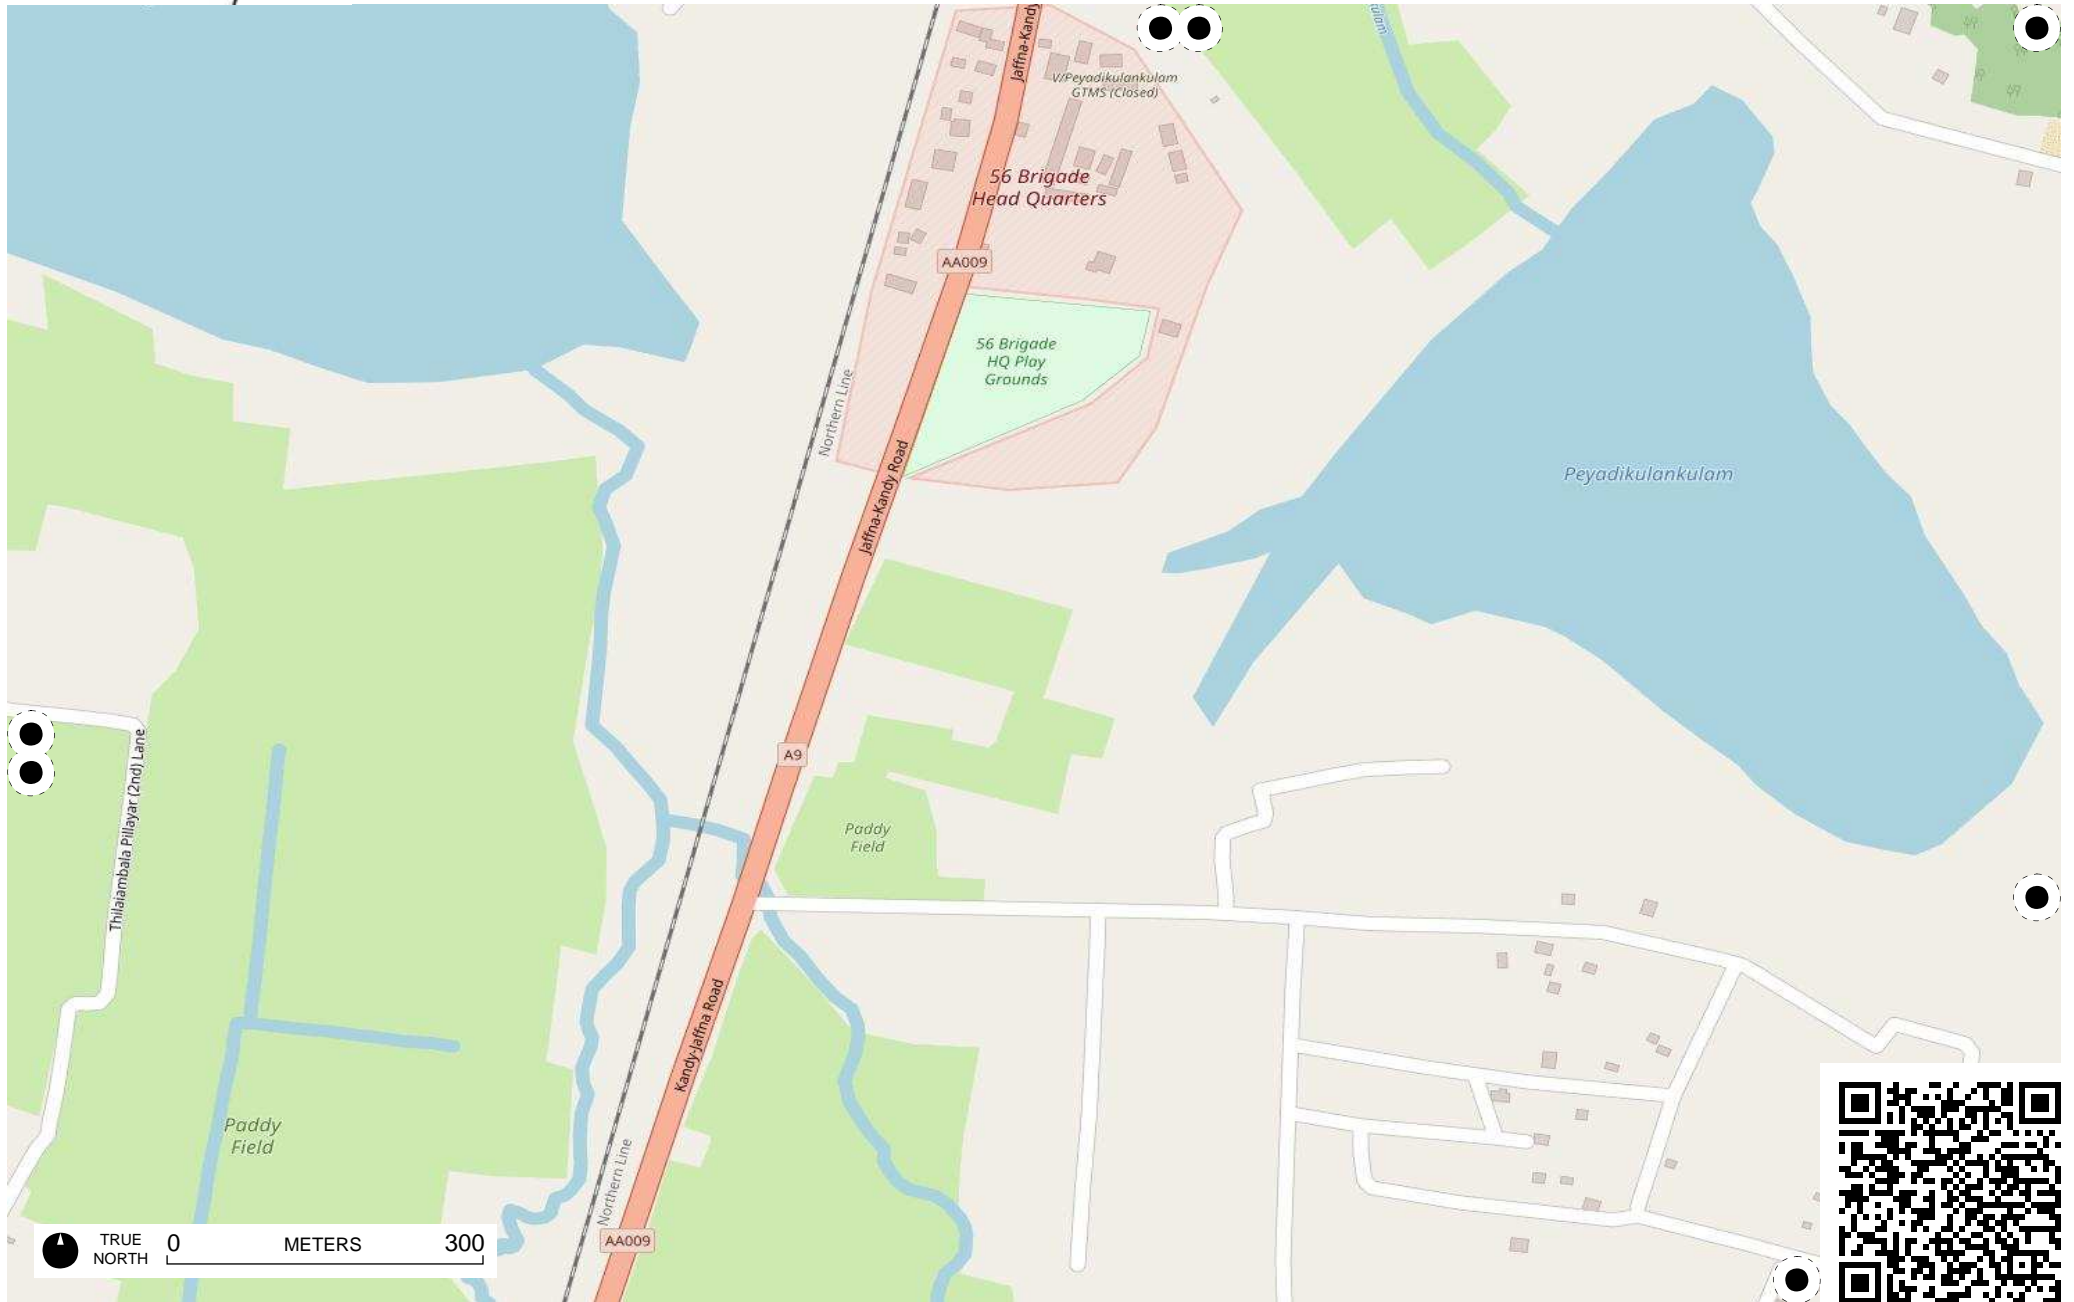 Jaffna-Kandy
ulam
V/Peyadikulankulam
GTMS (Closed)
56 Brigade
Head Quarters
AA009
56 Brigade
HQ Play
Grounds
Northern Line
Jaffna-Kandy Road
Peyadikulankulam
A9
Thilaiambala Pillayar (2nd) Lane
Paddy
Field
Kandy-Jaffna Road
Paddy
Field
Northern Line
AA009
TRUE
NORTH
0 METERS 300